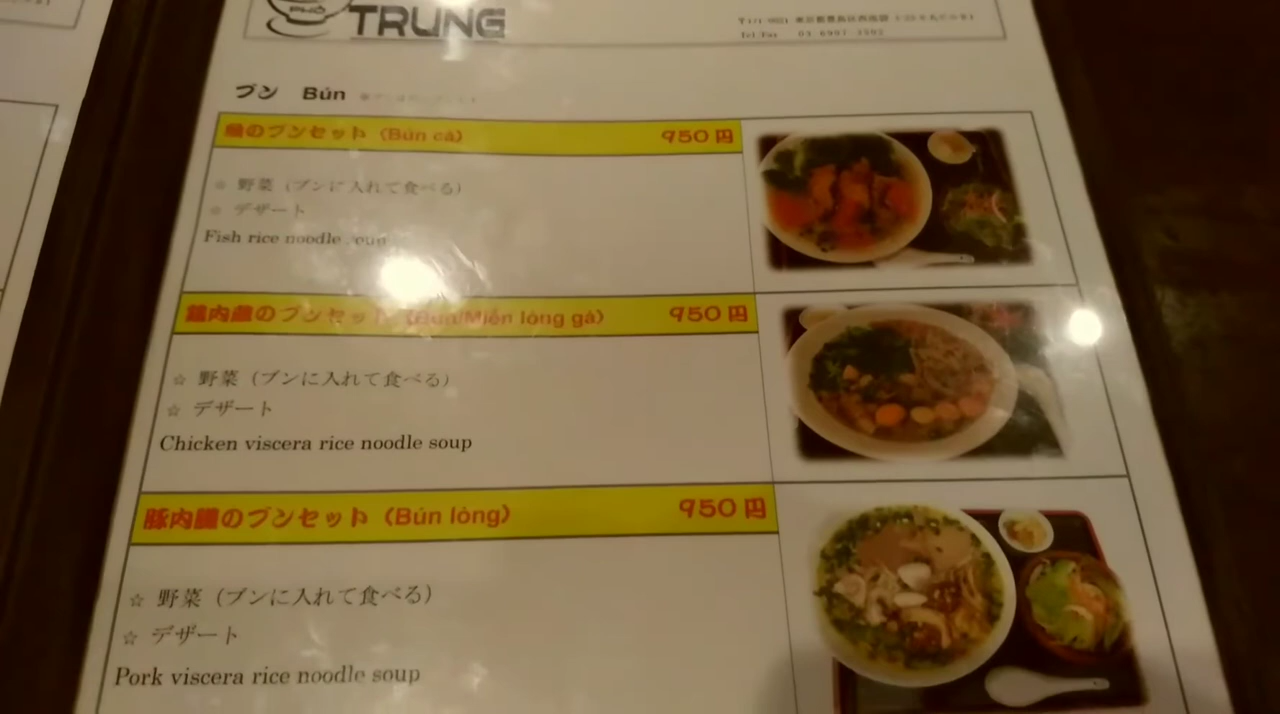 PHỞ
TRUNG
ブン Bún
魚のブンセット（Bún cá） 950円
☆ 野菜（ブンに入れて食べる）
☆ デザート
Fish rice noodle
鶏内臓のブンセット（Bún/Miến lòng gà） 950円
☆ 野菜（ブンに入れて食べる）
☆ デザート
Chicken viscera rice noodle soup
豚内臓のブンセット（Bún lòng） 950円
☆ 野菜（ブンに入れて食べる）
☆ デザート
Pork viscera rice noodle soup